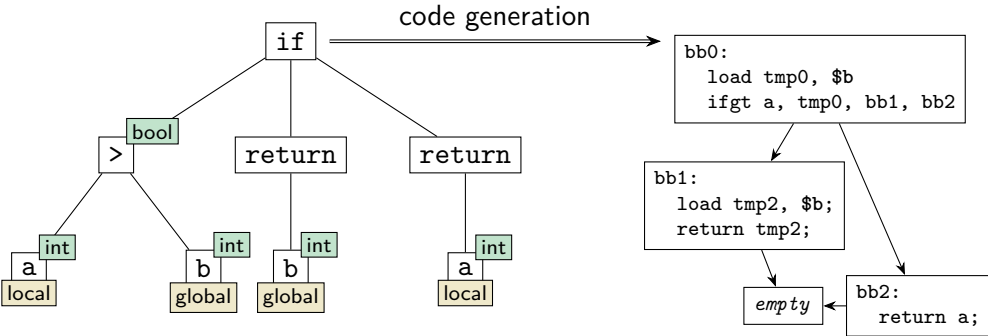 code generation
if
bb0:
load tmp0, $b
ifgt a, tmp0, bb1, bb2
bool
>
return
return
bb1:
load tmp2, $b;
return tmp2;
int
a
local
int
b
global
int
b
global
int
a
local
empty
bb2:
return a;